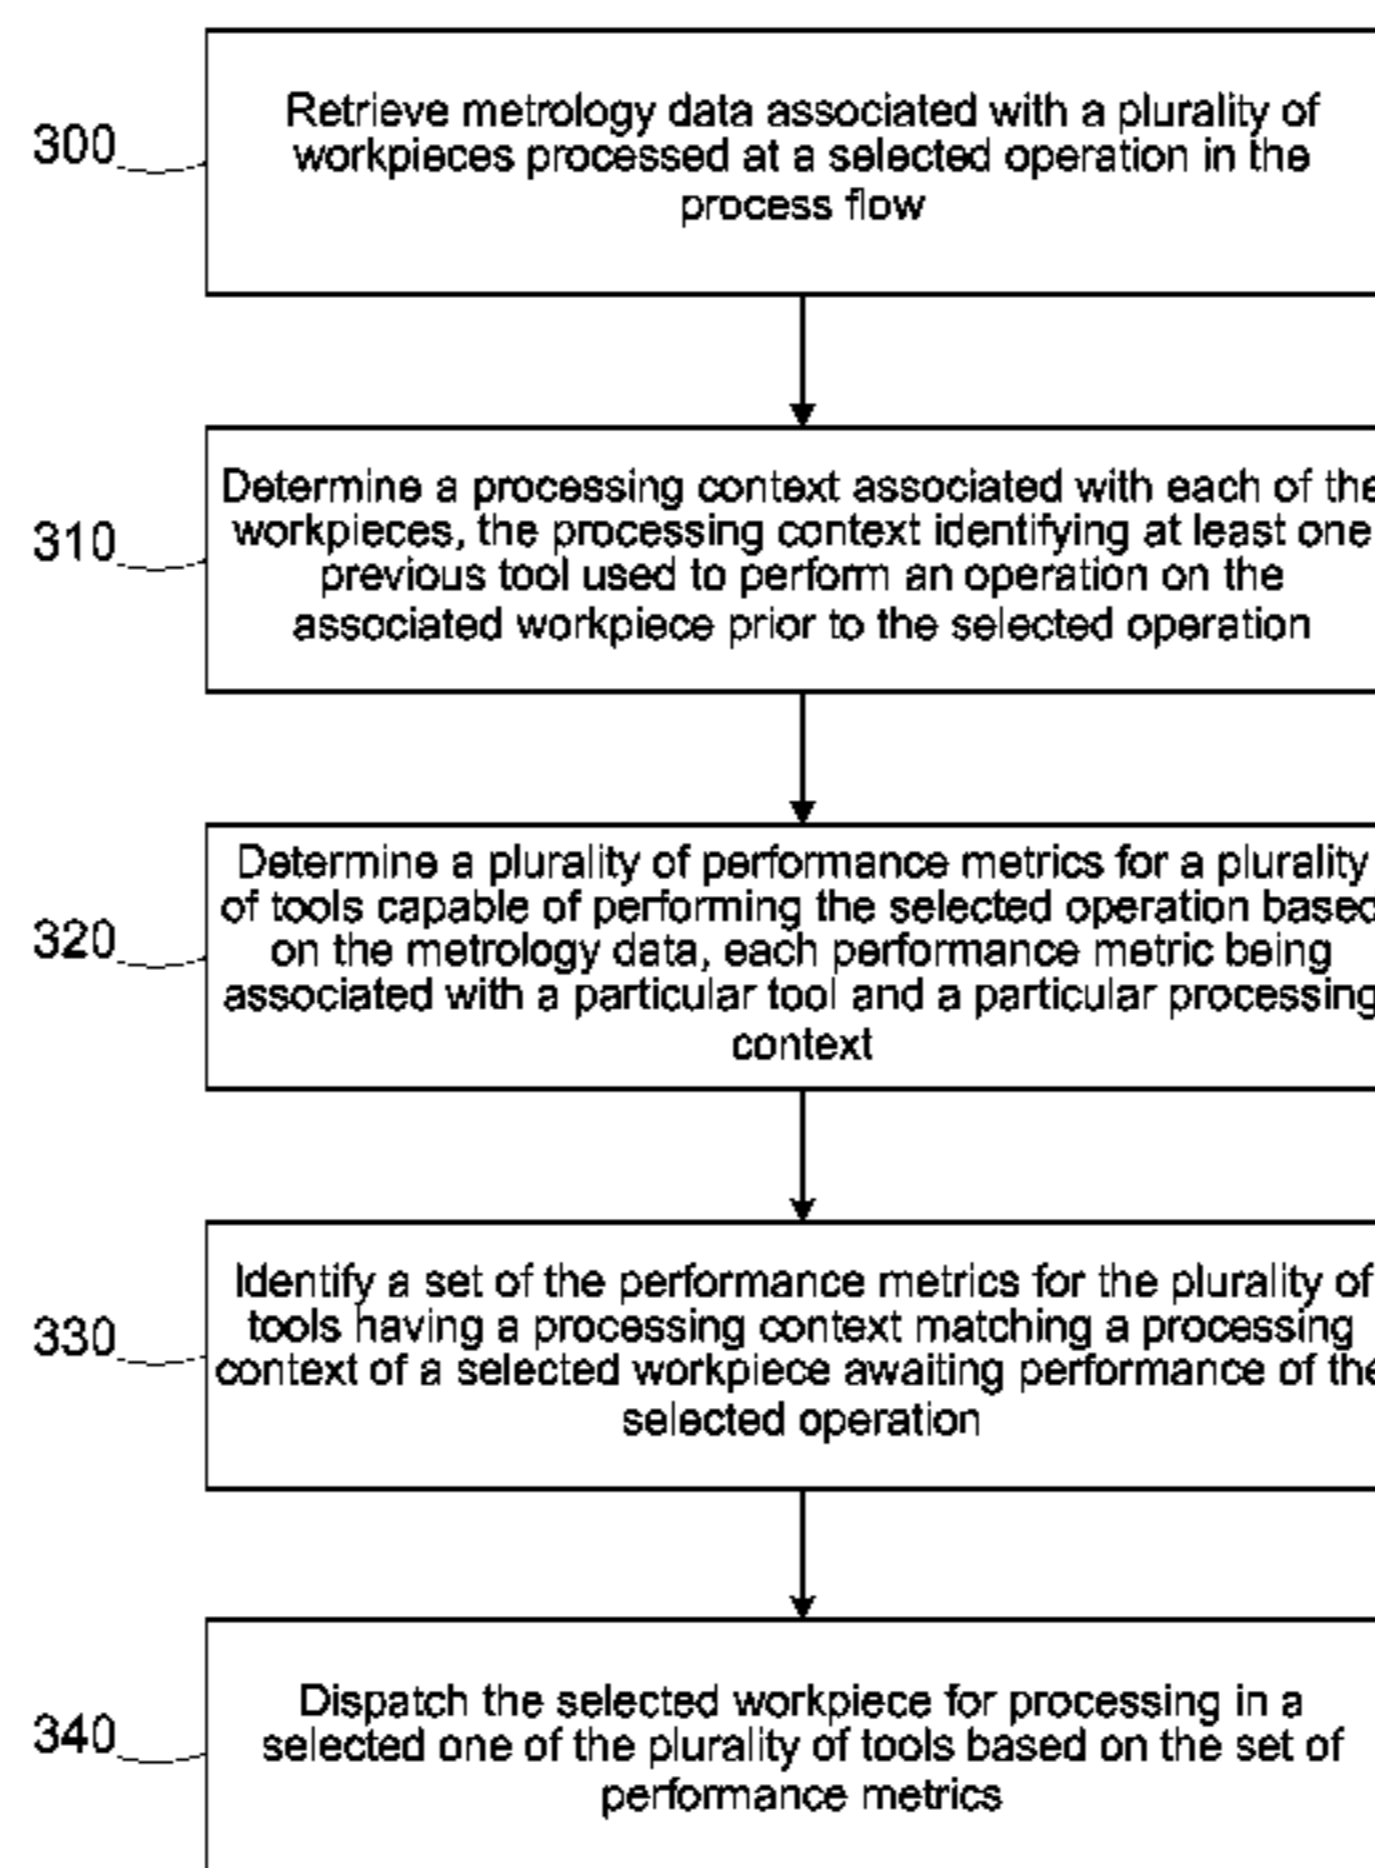 300
Retrieve metrology data associated with a plurality of
workpieces processed at a selected operation in the
process flow
310
Determine a processing context associated with each of the
workpieces, the processing context identifying at least one
previous tool used to perform an operation on the
associated workpiece prior to the selected operation
320
Determine a plurality of performance metrics for a plurality
of tools capable of performing the selected operation based
on the metrology data, each performance metric being
associated with a particular tool and a particular processing
context
330
Identify a set of the performance metrics for the plurality of
tools having a processing context matching a processing
context of a selected workpiece awaiting performance of the
selected operation
340
Dispatch the selected workpiece for processing in a
selected one of the plurality of tools based on the set of
performance metrics